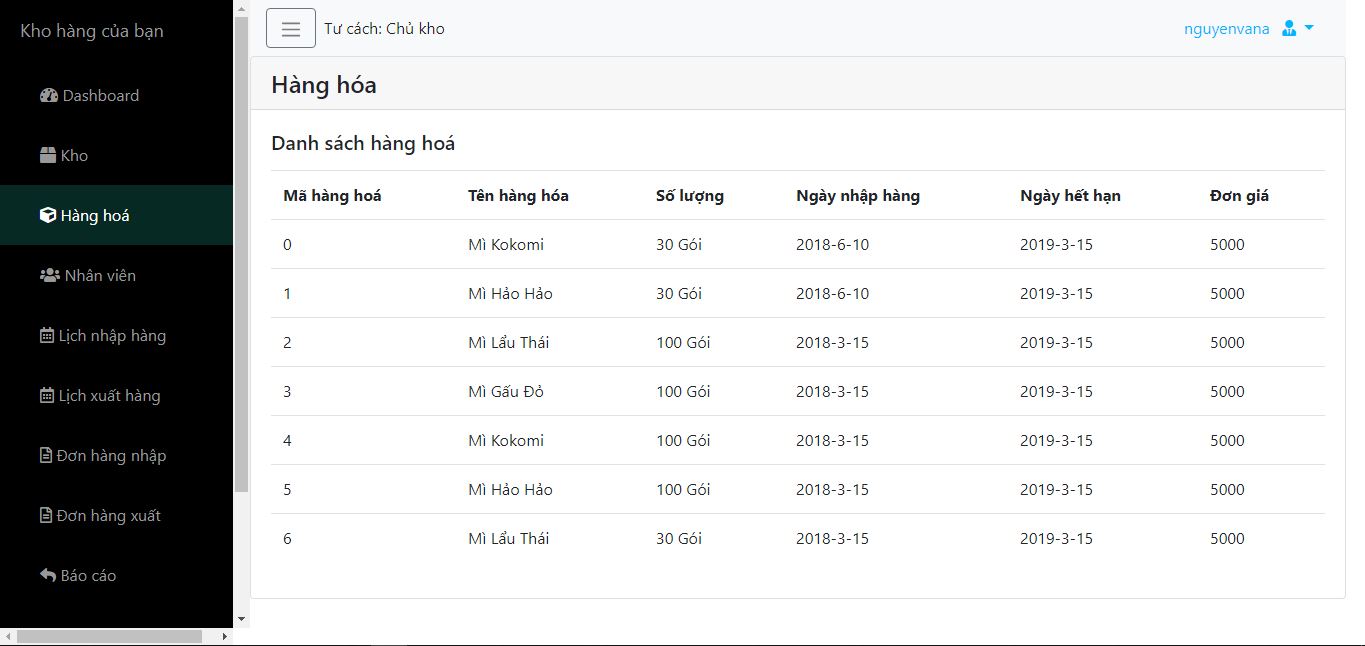 Kho hàng của bạn
Dashboard
Kho
Hàng hoá
Nhân viên
Lịch nhập hàng
Lịch xuất hàng
Đơn hàng nhập
Đơn hàng xuất
Báo cáo
Tư cách: Chủ kho
nguyenvana
Hàng hóa
Danh sách hàng hoá
Mã hàng hoá Tên hàng hóa Số lượng Ngày nhập hàng Ngày hết hạn Đơn giá
0 Mì Kokomi 30 Gói 2018-6-10 2019-3-15 5000
1 Mì Hảo Hảo 30 Gói 2018-6-10 2019-3-15 5000
2 Mì Lẩu Thái 100 Gói 2018-3-15 2019-3-15 5000
3 Mì Gấu Đỏ 100 Gói 2018-3-15 2019-3-15 5000
4 Mì Kokomi 100 Gói 2018-3-15 2019-3-15 5000
5 Mì Hảo Hảo 100 Gói 2018-3-15 2019-3-15 5000
6 Mì Lẩu Thái 30 Gói 2018-3-15 2019-3-15 5000